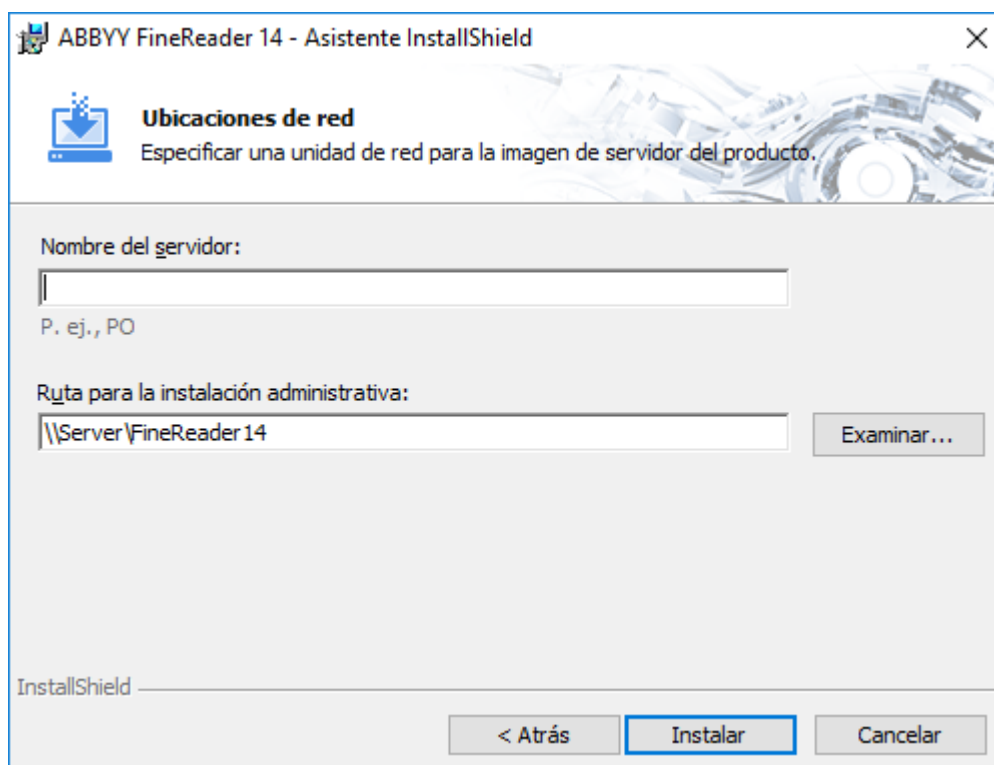 ABBYY FineReader 14 - Asistente InstallShield
Ubicaciones de red
Especificar una unidad de red para la imagen de servidor del producto.
Nombre del servidor:
P. ej., PO
Ruta para la instalación administrativa:
\\Server\FineReader14
Examinar...
InstallShield
< Atrás
Instalar
Cancelar